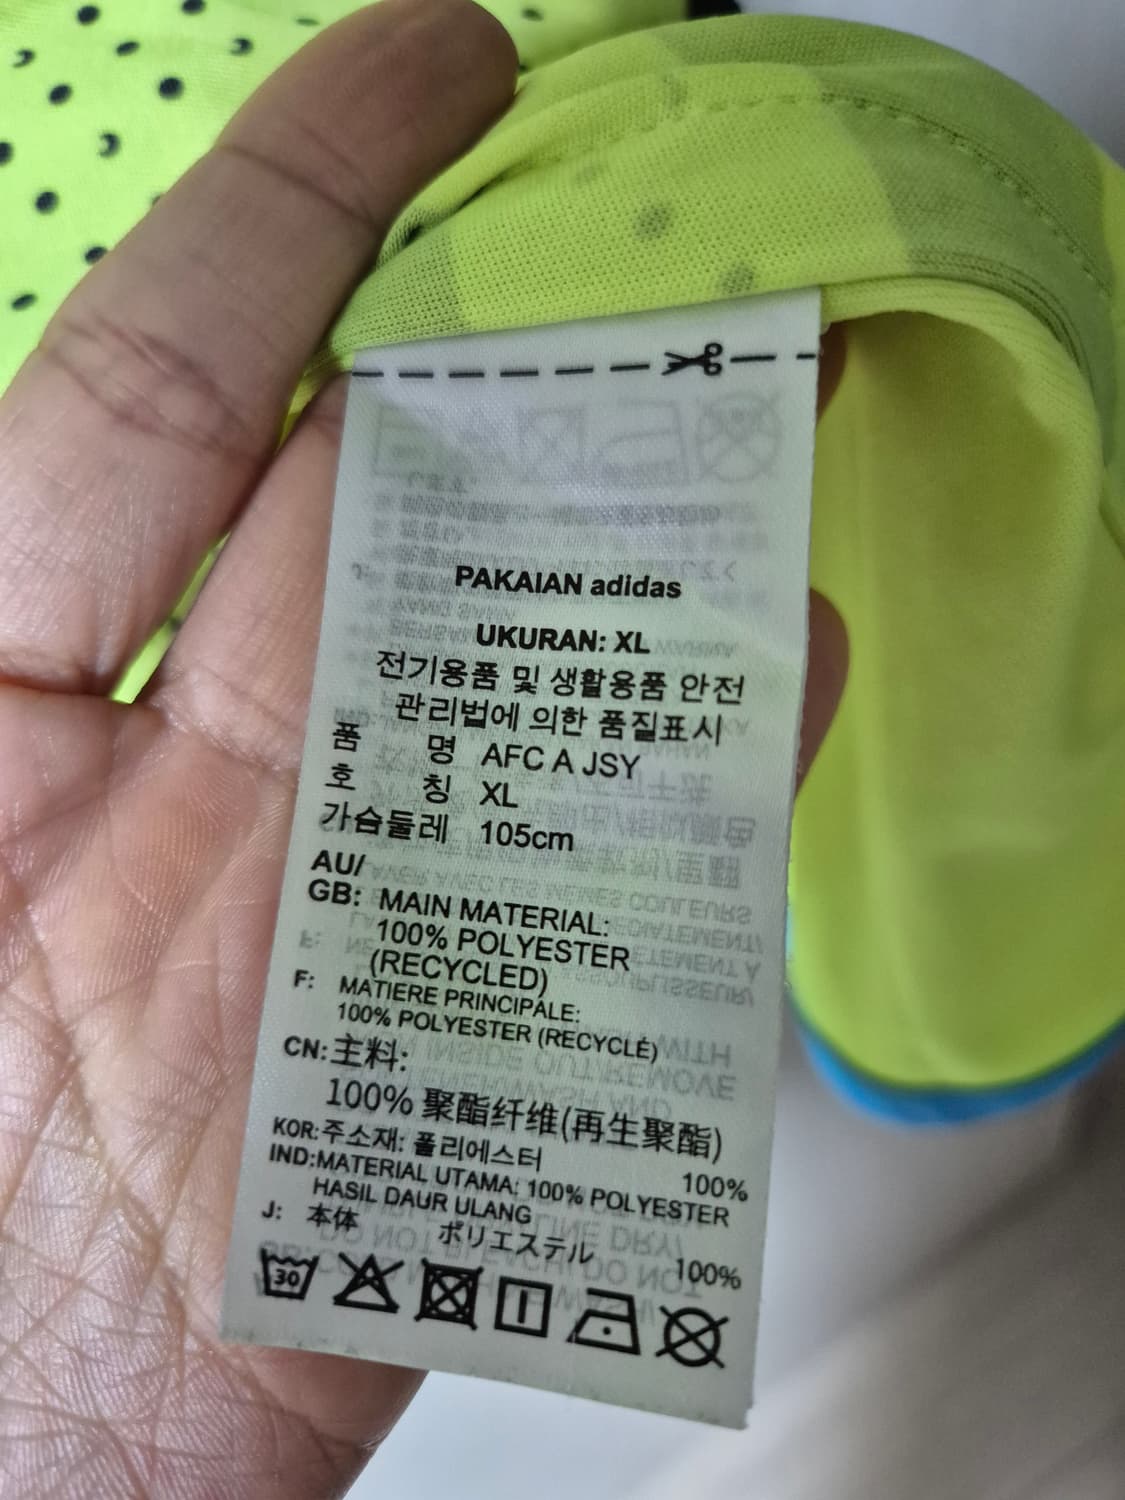 PAKAIAN adidas
UKURAN: XL
전기용품 및 생활용품 안전
관리법에 의한 품질표시
품 명 AFC A JSY
호 칭 XL
가슴둘레 105cm
AU/
GB: MAIN MATERIAL:
100% POLYESTER
(RECYCLED)
F: MATIERE PRINCIPALE:
100% POLYESTER (RECYCLÉ)
CN: 主料:
100% 聚酯纤维(再生聚酯)
KOR: 주소재: 폴리에스터 100%
IND: MATERIAL UTAMA: 100% POLYESTER
HASIL DAUR ULANG
J: 本体 ポリエステル 100%
30